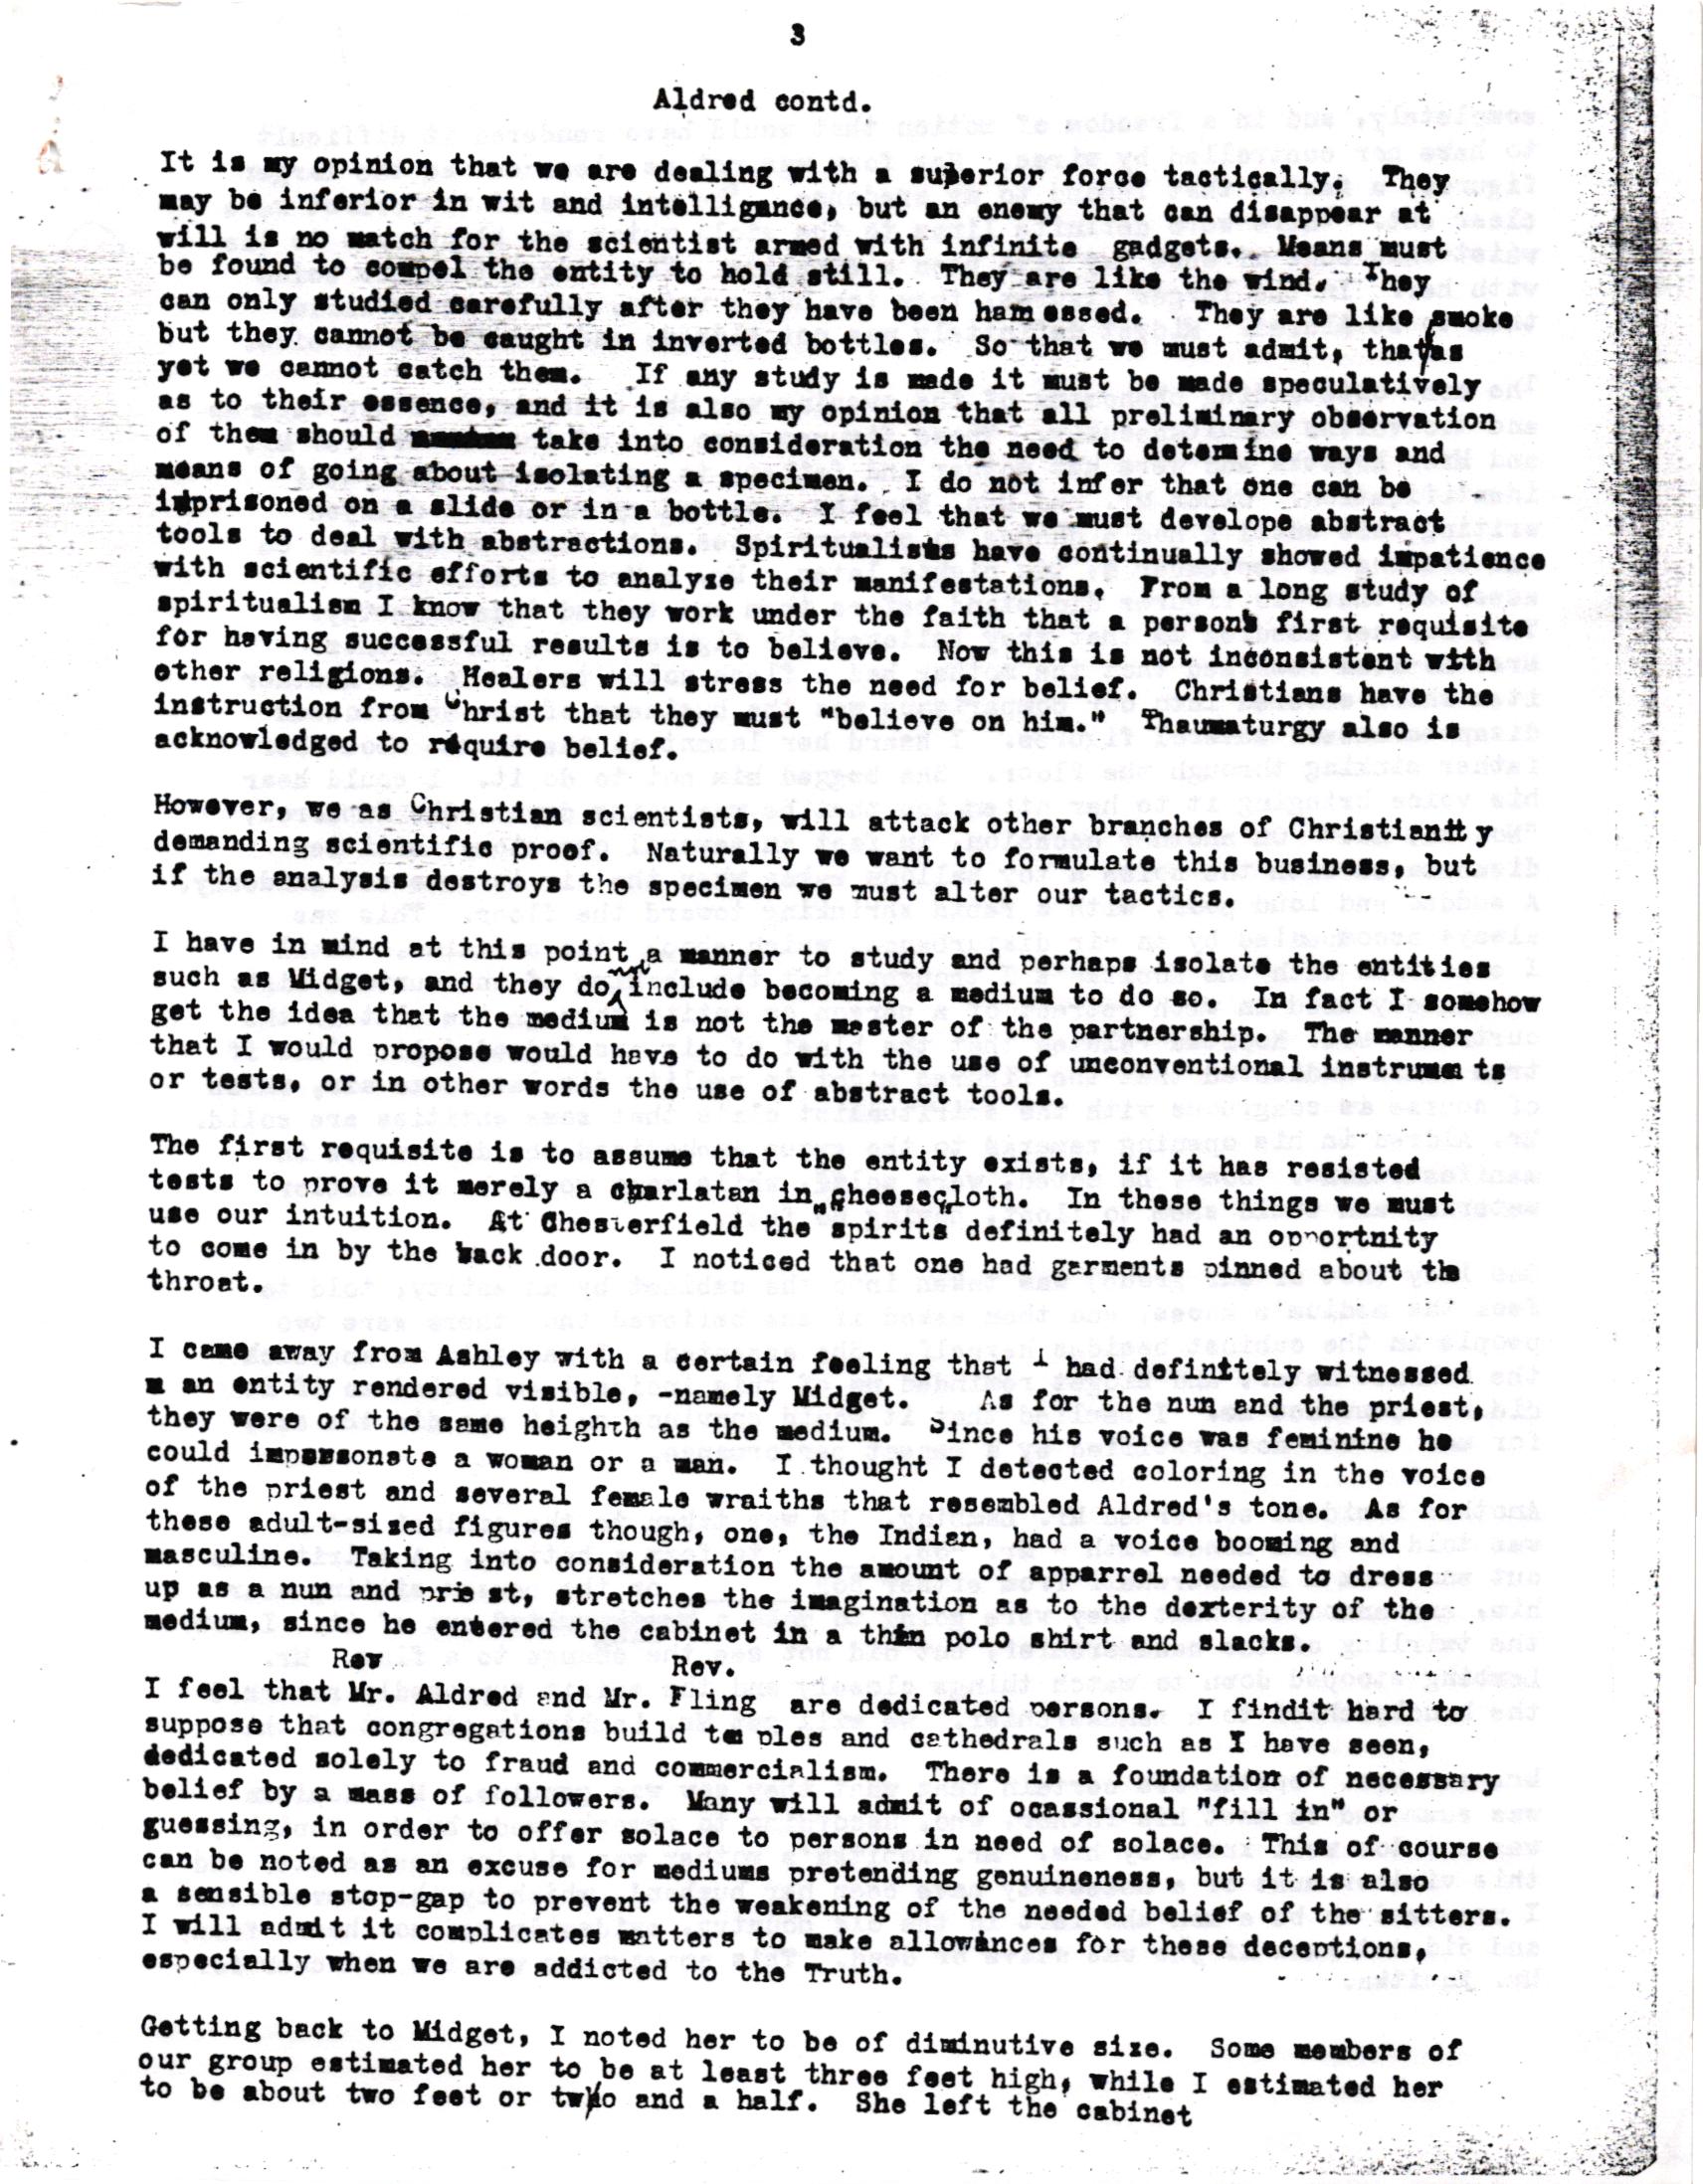 3
Aldred contd.
It is my opinion that we are dealing with a superior force tactically. They
may be inferior in wit and intelligance, but an enemy that can disappear at
will is no match for the scientist armed with infinite gadgets. Means must
be found to compel the entity to hold still. They are like the wind. They
can only studied carefully after they have been harnessed. They are like smoke
but they cannot be caught in inverted bottles. So that we must admit, that as
yet we cannot catch them. If any study is made it must be made speculatively
as to their essence, and it is also my opinion that all preliminary observation
of them should take into consideration the need to determine ways and
means of going about isolating a specimen. I do not infer that one can be
imprisoned on a slide or in a bottle. I feel that we must develope abstract
tools to deal with abstractions. Spiritualists have continually showed impatience
with scientific efforts to analyze their manifestations. From a long study of
spiritualism I know that they work under the faith that a person's first requisite
for having successful results is to believe. Now this is not inconsistent with
other religions. Healers will stress the need for belief. Christians have the
instruction from Christ that they must "believe on him." Thaumaturgy also is
acknowledged to require belief.
However, we as Christian scientists, will attack other branches of Christianity
demanding scientific proof. Naturally we want to formulate this business, but
if the analysis destroys the specimen we must alter our tactics.
I have in mind at this point a manner to study and perhaps isolate the entities
such as Midget, and they do not include becoming a medium to do so. In fact I somehow
get the idea that the medium is not the master of the partnership. The manner
that I would propose would have to do with the use of unconventional instruments
or tests, or in other words the use of abstract tools.
The first requisite is to assume that the entity exists, if it has resisted
tests to prove it merely a charlatan in cheesecloth. In these things we must
use our intuition. At Chesterfield the "spirits" definitely had an opportnity
to come in by the back door. I noticed that one had garments pinned about the
throat.
I came away from Ashley with a certain feeling that I had definitely witnessed
m an entity rendered visible, -namely Midget. As for the nun and the priest,
they were of the same heighth as the medium. Since his voice was feminine he
could impersonate a woman or a man. I thought I detected coloring in the voice
of the priest and several female wraiths that resembled Aldred's tone. As for
these adult-sized figures though, one, the Indian, had a voice booming and
masculine. Taking into consideration the amount of apparrel needed to dress
up as a nun and priest, stretches the imagination as to the dexterity of the
medium, since he entered the cabinet in a thin polo shirt and slacks.
Rev Rev.
I feel that Mr. Aldred and Mr. Fling are dedicated persons. I findit hard to
suppose that congregations build temples and cathedrals such as I have seen,
dedicated solely to fraud and commercialism. There is a foundation of necessary
belief by a mass of followers. Many will admit of ocassional "fill in" or
guessing, in order to offer solace to persons in need of solace. This of course
can be noted as an excuse for mediums pretending genuineness, but it is also
a sensible stop-gap to prevent the weakening of the needed belief of the sitters.
I will admit it complicates matters to make allowances for these deceptions,
especially when we are addicted to the Truth.
Getting back to Midget, I noted her to be of diminutive size. Some members of
our group estimated her to be at least three feet high, while I estimated her
to be about two feet or two and a half. She left the cabinet